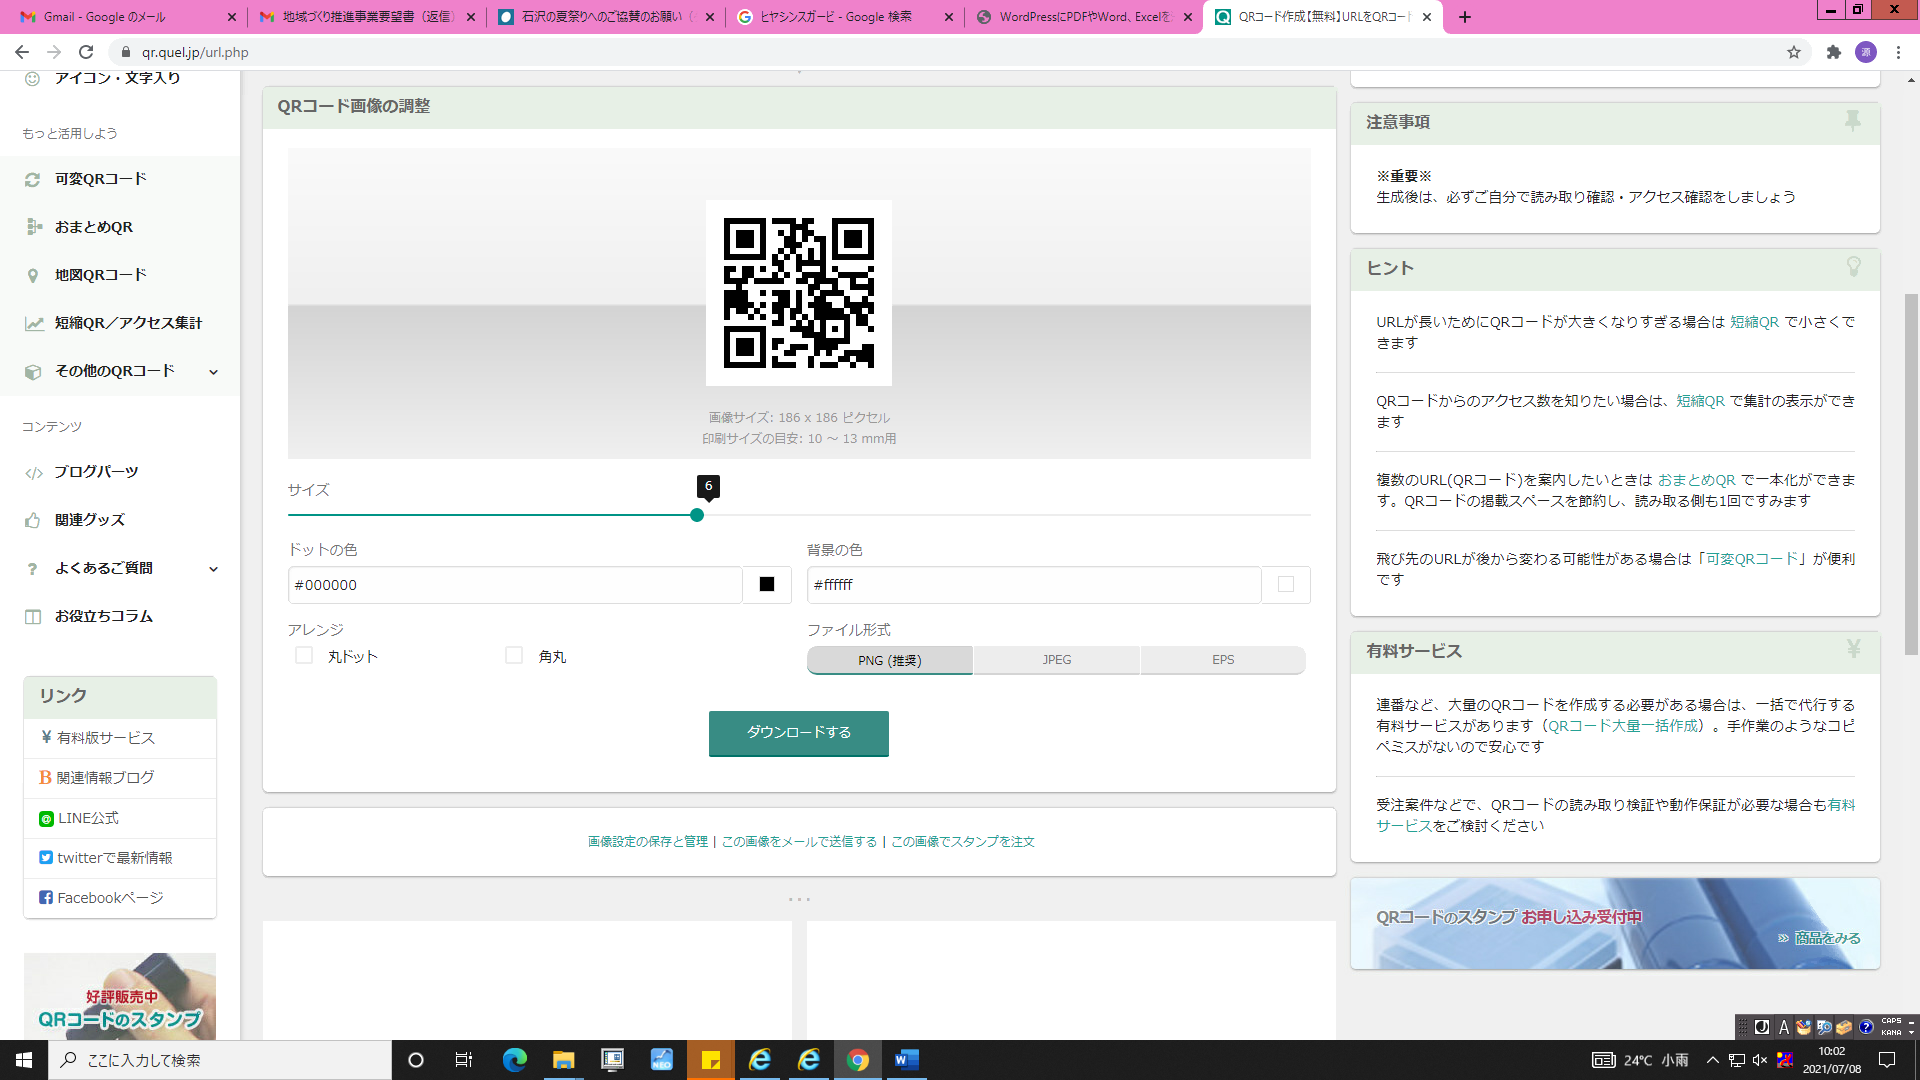 Gmail - Google のメール
地域づくり推進事業要望書（返信）
石沢の夏祭りへのご協賛のお願い（
ヒヤシンスガービ - Google 検索
WordPressにPDFやWord、Excelを
QRコード作成【無料】URLをQRコート
qr.quel.jp/url.php
源
アイコン・文字入り
もっと活用しよう
可変QRコード
おまとめQR
地図QRコード
短縮QR／アクセス集計
その他のQRコード
コンテンツ
ブログパーツ
関連グッズ
よくあるご質問
お役立ちコラム
リンク
¥ 有料版サービス
B 関連情報ブログ
LINE公式
twitterで最新情報
Facebookページ
好評販売中
QRコードのスタンプ
QRコード画像の調整
画像サイズ: 186 x 186 ピクセル
印刷サイズの目安: 10 ～ 13 mm用
サイズ
6
ドットの色
背景の色
#000000
#ffffff
アレンジ
ファイル形式
丸ドット
角丸
PNG (推奨)
JPEG
EPS
ダウンロードする
画像設定の保存と管理 | この画像をメールで送信する | この画像でスタンプを注文
...
注意事項
※重要※
生成後は、必ずご自分で読み取り確認・アクセス確認をしましょう
ヒント
URLが長いためにQRコードが大きくなりすぎる場合は 短縮QR で小さくで
きます
QRコードからのアクセス数を知りたい場合は、短縮QR で集計の表示ができ
ます
複数のURL(QRコード)を案内したいときは おまとめQR で一本化ができま
す。QRコードの掲載スペースを節約し、読み取る側も1回ですみます
飛び先のURLが後から変わる可能性がある場合は「可変QRコード」が便利
です
有料サービス
¥
連番など、大量のQRコードを作成する必要がある場合は、一括で代行する
有料サービスがあります（QRコード大量一括作成）。手作業のようなコピ
ペミスがないので安心です
受注案件などで、QRコードの読み取り検証や動作保証が必要な場合も有料
サービスをご検討ください
QRコードのスタンプ お申し込み受付中
» 商品をみる
A
CAPS
KANA
ここに入力して検索
NEO
24℃ 小雨
10:02
2021/07/08